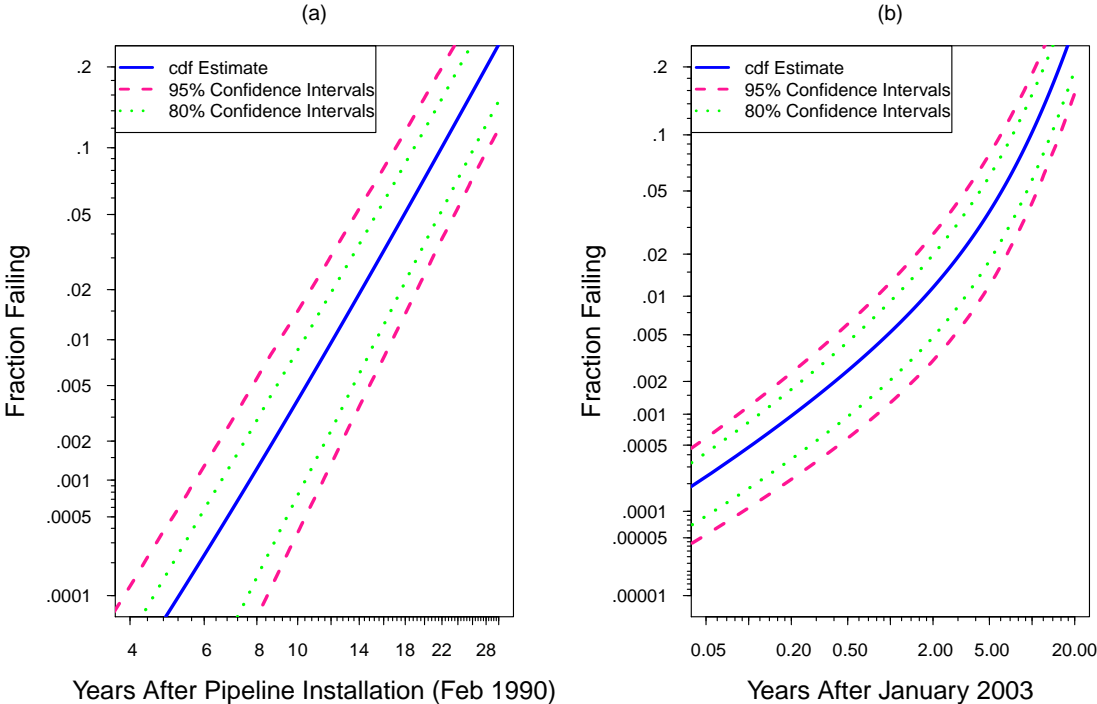 (a)
cdf Estimate
95% Confidence Intervals
80% Confidence Intervals
.2
.1
.05
.02
.01
.005
.002
.001
.0005
.0001
Fraction Failing
4 6 8 10 14 18 22 28
Years After Pipeline Installation (Feb 1990)
(b)
cdf Estimate
95% Confidence Intervals
80% Confidence Intervals
.2
.1
.05
.02
.01
.005
.002
.001
.0005
.0001
.00005
.00001
Fraction Failing
0.05 0.20 0.50 2.00 5.00 20.00
Years After January 2003